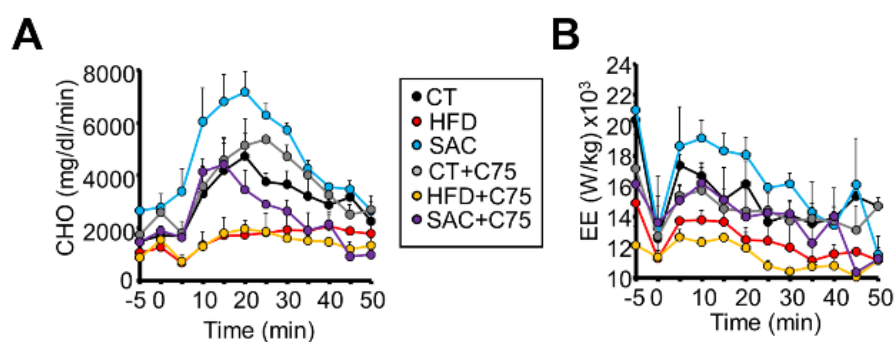 A
CHO (mg/dl/min)
8000
6000
4000
2000
0
-5 0 10 20 30 40 50
Time (min)
CT
HFD
SAC
CT+C75
HFD+C75
SAC+C75
B
EE (W/kg) x10³
24
22
20
18
16
14
12
10
-5 0 10 20 30 40 50
Time (min)